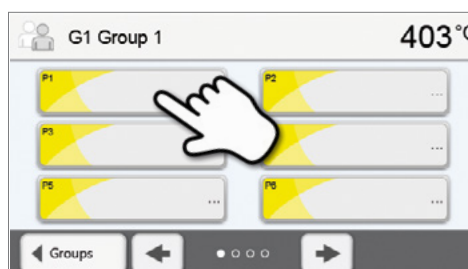 G1 Group 1 403°C
P1 P2 ...
P3 ...
P5 ... P6 ...
Groups